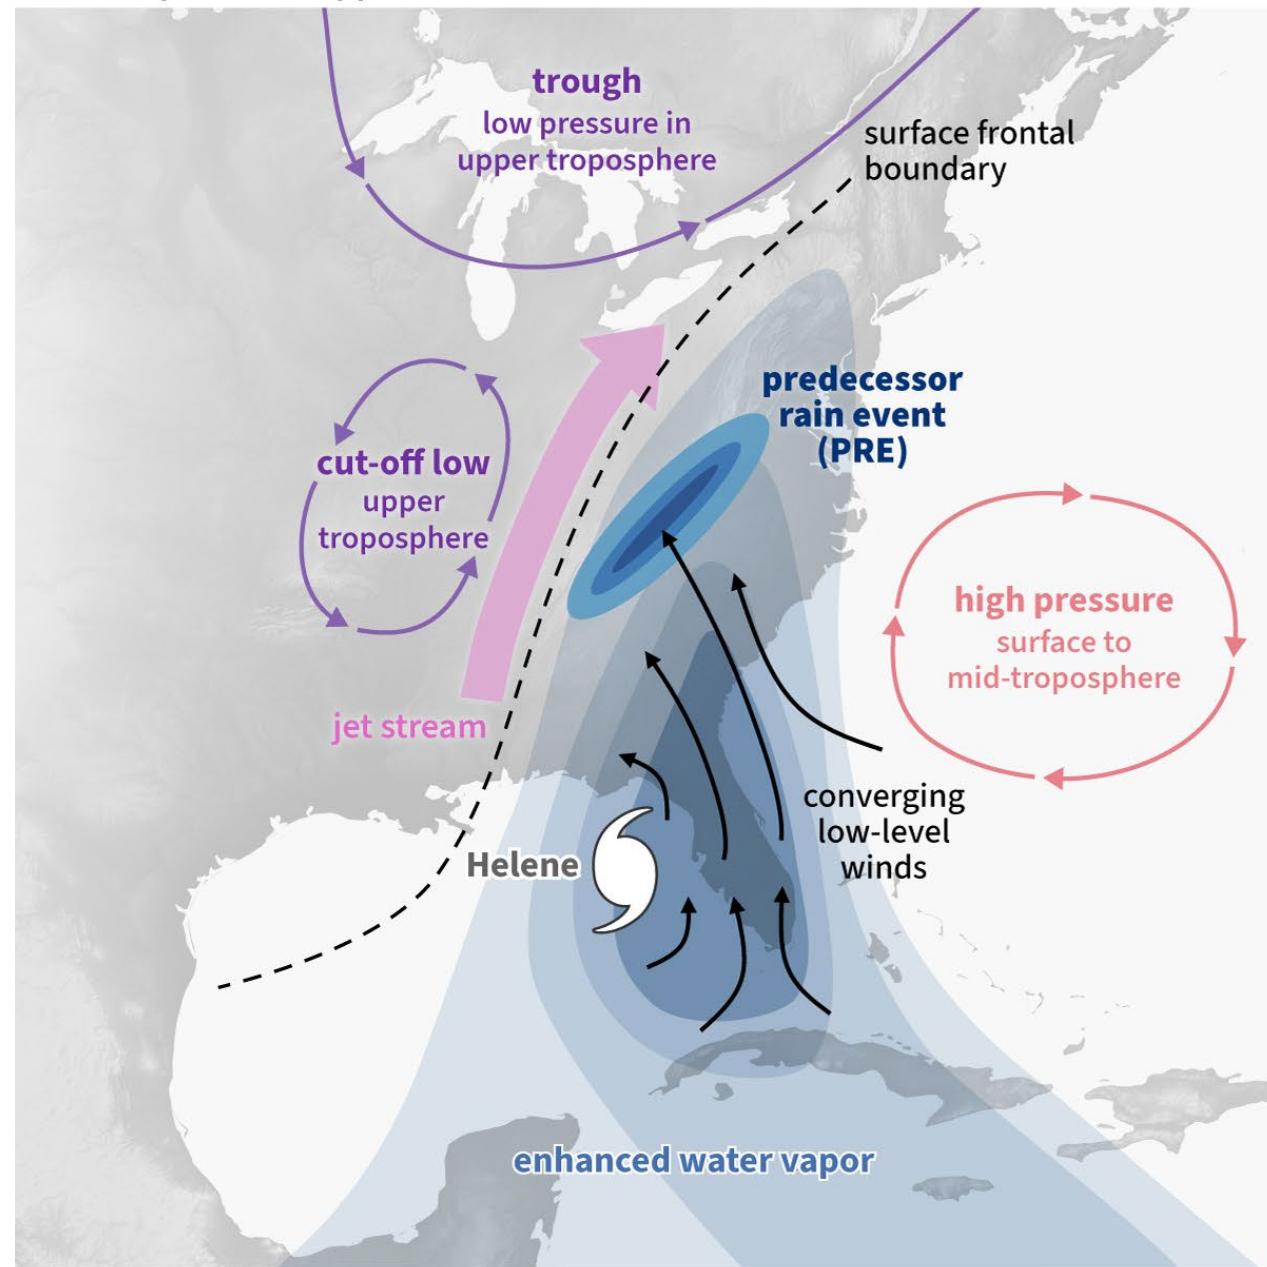 trough
low pressure in
upper troposphere
surface frontal
boundary
predecessor
rain event
(PRE)
cut-off low
upper
troposphere
high pressure
surface to
mid-troposphere
jet stream
converging
low-level
winds
Helene
enhanced water vapor